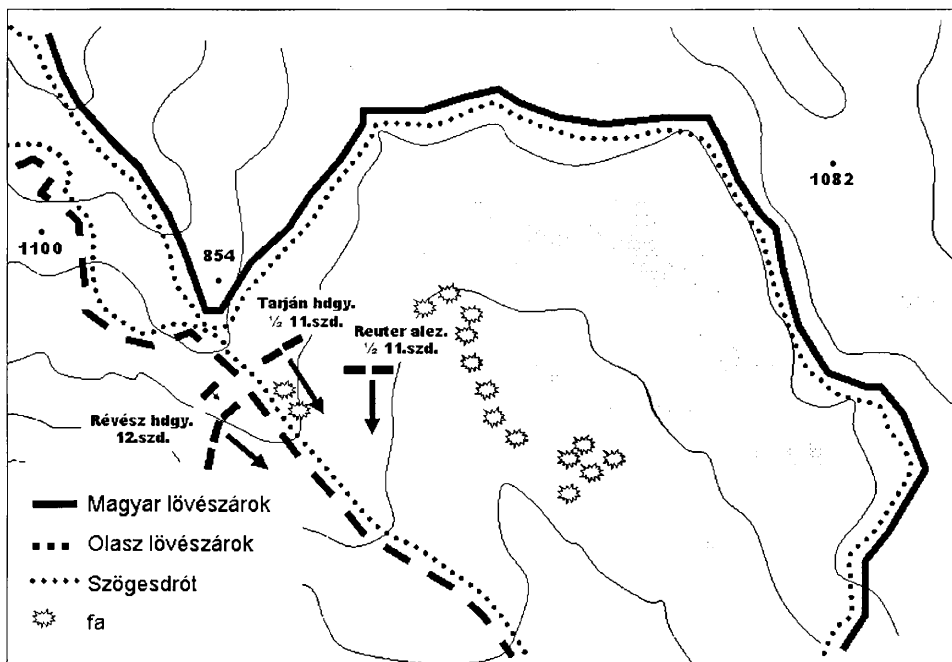 1082
1100
854
Tarján hdgy.
½ 11.szd.
Reuter alez.
½ 11.szd.
Révész hdgy.
12.szd.
Magyar lövészárok
Olasz lövészárok
Szögesdrót
fa